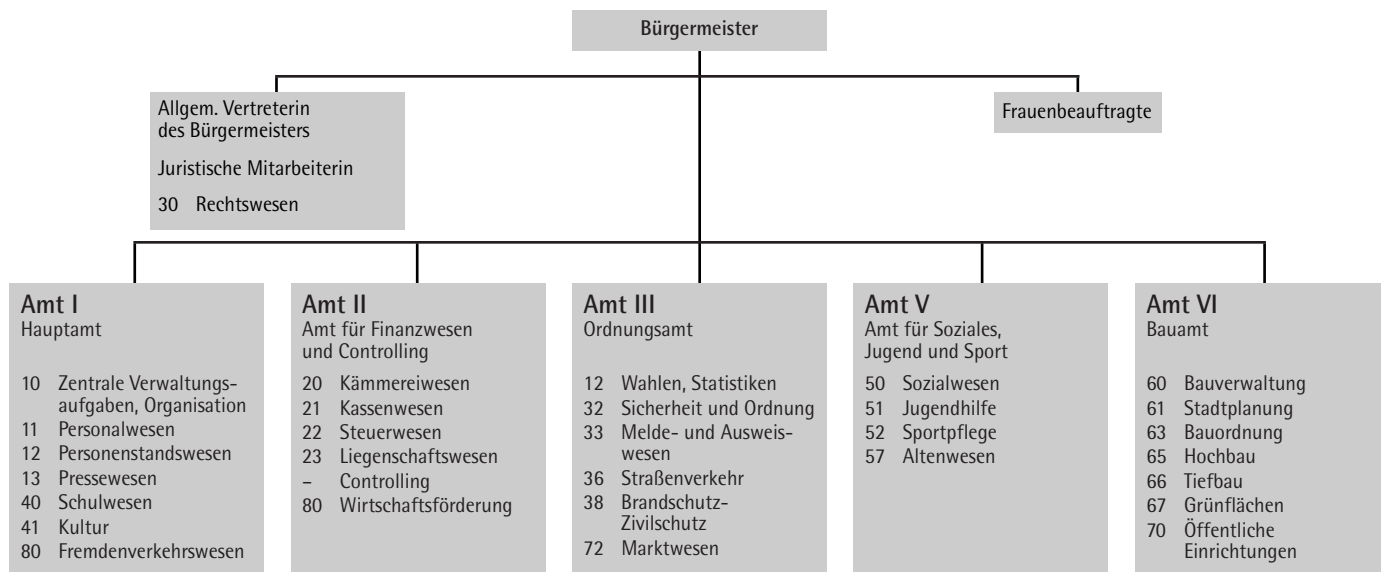 Bürgermeister
Allgem. Vertreterin
des Bürgermeisters
Juristische Mitarbeiterin
30 Rechtswesen
Frauenbeauftragte
Amt I
Hauptamt
10 Zentrale Verwaltungs-
aufgaben, Organisation
11 Personalwesen
12 Personenstandswesen
13 Pressewesen
40 Schulwesen
41 Kultur
80 Fremdenverkehrswesen
Amt II
Amt für Finanzwesen
und Controlling
20 Kämmereiwesen
21 Kassenwesen
22 Steuerwesen
23 Liegenschaftswesen
– Controlling
80 Wirtschaftsförderung
Amt III
Ordnungsamt
12 Wahlen, Statistiken
32 Sicherheit und Ordnung
33 Melde- und Ausweis-
wesen
36 Straßenverkehr
38 Brandschutz-
Zivilschutz
72 Marktwesen
Amt V
Amt für Soziales,
Jugend und Sport
50 Sozialwesen
51 Jugendhilfe
52 Sportpflege
57 Altenwesen
Amt VI
Bauamt
60 Bauverwaltung
61 Stadtplanung
63 Bauordnung
65 Hochbau
66 Tiefbau
67 Grünflächen
70 Öffentliche
Einrichtungen